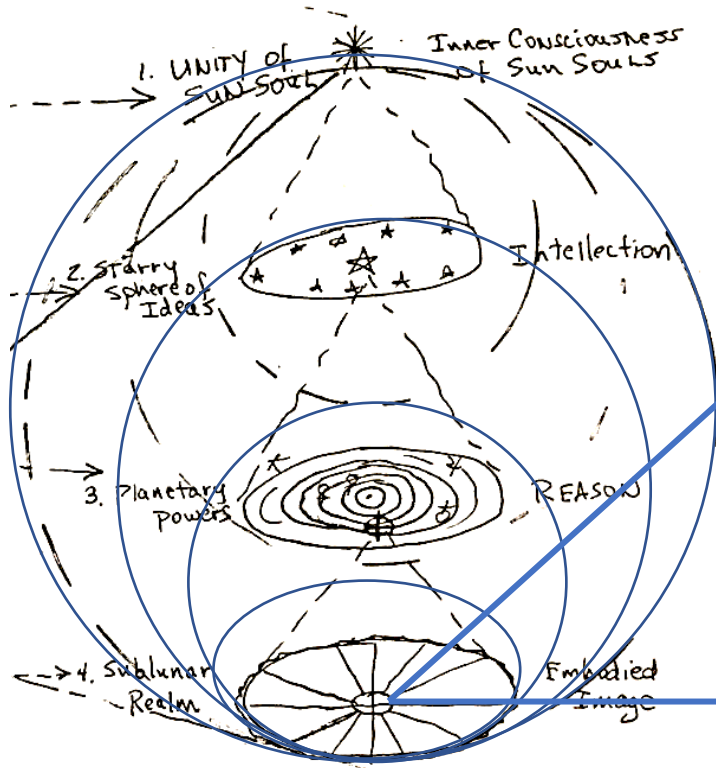 1. UNITY of
SUN SOUL
Inner Consciousness
of Sun Souls
2. Starry
Sphere of
Ideas
Intellection
3. Planetary
Powers
REASON
4. Sublunar
Realm
Embodied
Image